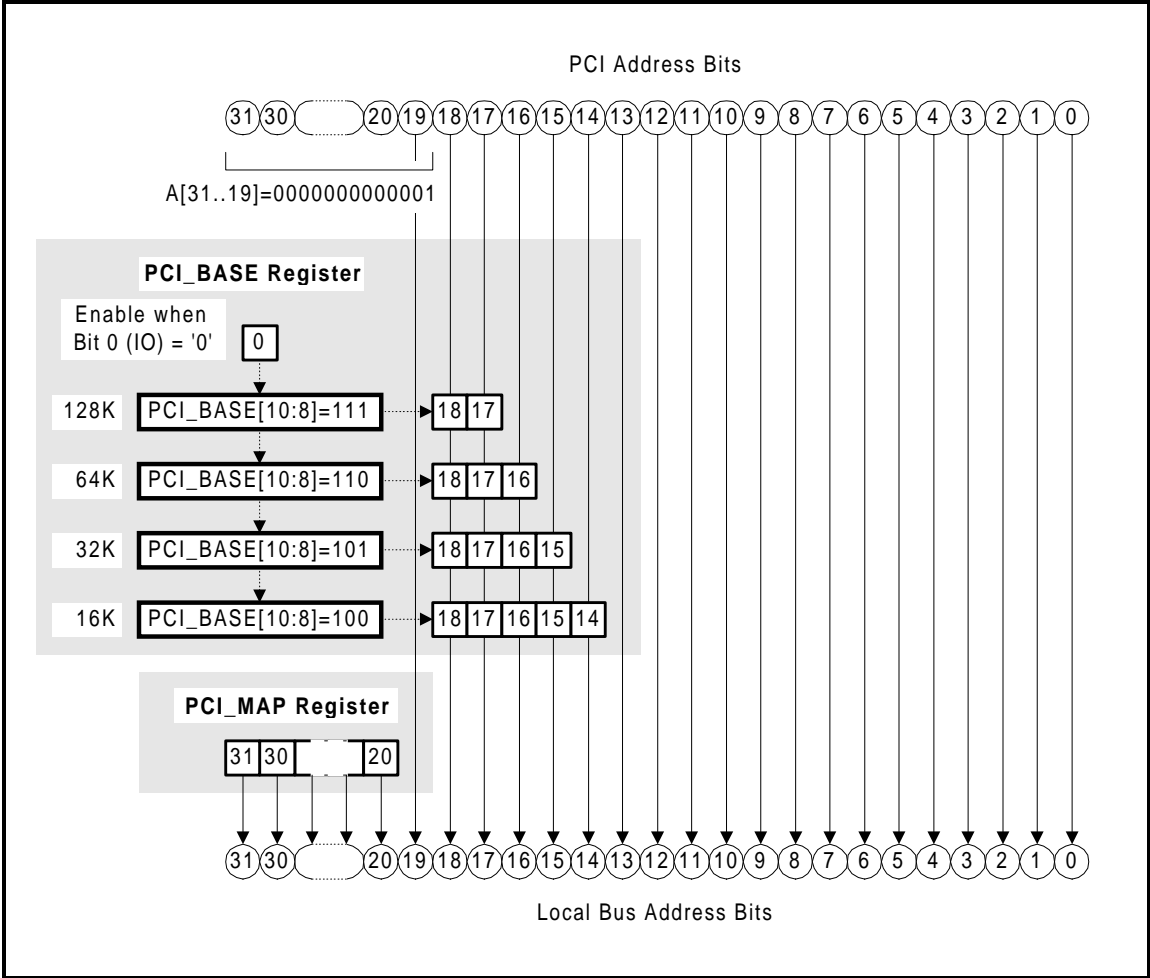 PCI Address Bits
31 30 20 19 18 17 16 15 14 13 12 11 10 9 8 7 6 5 4 3 2 1 0
A[31..19]=0000000000001
PCI_BASE Register
Enable when
Bit 0 (IO) = '0'
0
128K PCI_BASE[10:8]=111 18 17
64K PCI_BASE[10:8]=110 18 17 16
32K PCI_BASE[10:8]=101 18 17 16 15
16K PCI_BASE[10:8]=100 18 17 16 15 14
PCI_MAP Register
31 30 20
31 30 20 19 18 17 16 15 14 13 12 11 10 9 8 7 6 5 4 3 2 1 0
Local Bus Address Bits